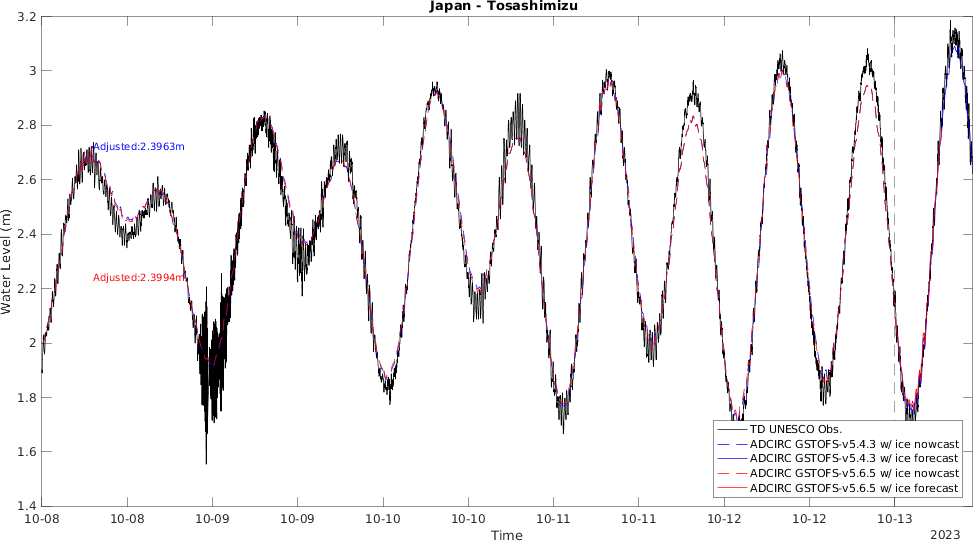 Japan - Tosashimizu
3.2
3
2.8
2.6
2.4
2.2
2
1.8
1.6
1.4
Water Level (m)
Adjusted:2.3963m
Adjusted:2.3994m
TD UNESCO Obs.
ADCIRC GSTOFS-v5.4.3 w/ ice nowcast
ADCIRC GSTOFS-v5.4.3 w/ ice forecast
ADCIRC GSTOFS-v5.6.5 w/ ice nowcast
ADCIRC GSTOFS-v5.6.5 w/ ice forecast
10-08 10-08 10-09 10-09 10-10 10-10 10-11 10-11 10-12 10-12 10-13
Time
2023